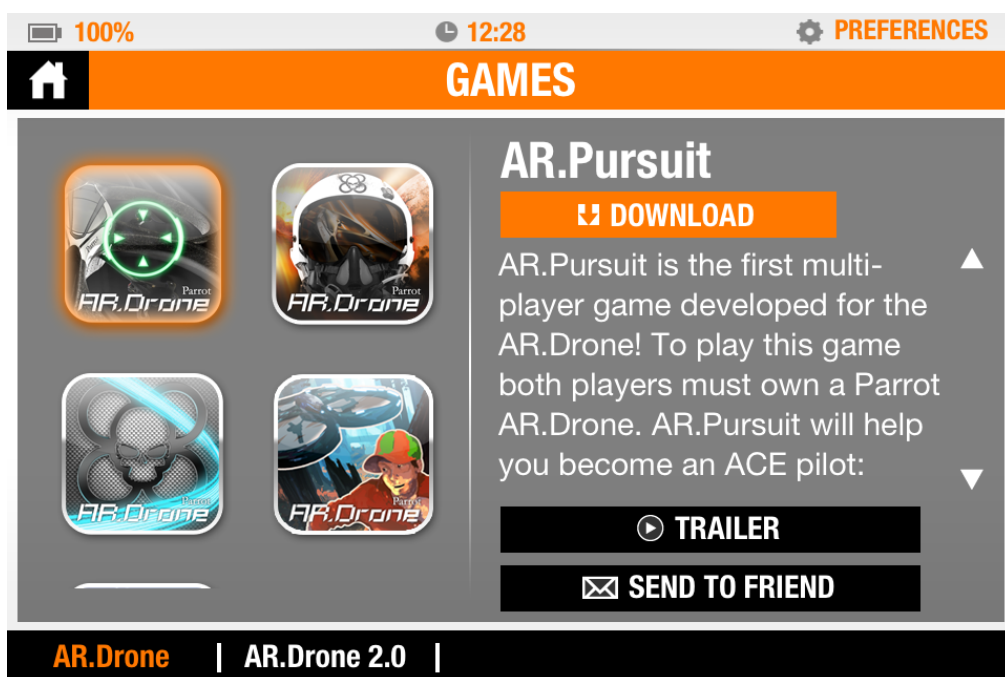 100%
12:28
PREFERENCES
GAMES
AR.Pursuit
DOWNLOAD
AR.Pursuit is the first multi-
player game developed for the
AR.Drone! To play this game
both players must own a Parrot
AR.Drone. AR.Pursuit will help
you become an ACE pilot:
TRAILER
SEND TO FRIEND
Parrot
AR.Drone
Parrot
AR.Drone
Parrot
AR.Drone
Parrot
AR.Drone
AR.Drone | AR.Drone 2.0 |